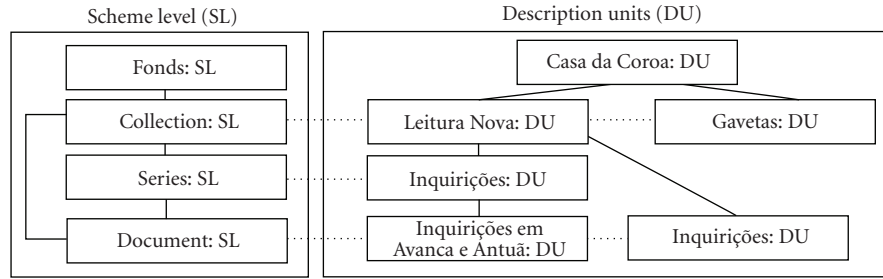 Scheme level (SL)
Description units (DU)
Fonds: SL
Casa da Coroa: DU
Collection: SL
Leitura Nova: DU
Gavetas: DU
Series: SL
Inquirições: DU
Document: SL
Inquirições em
Avanca e Antuã: DU
Inquirições: DU